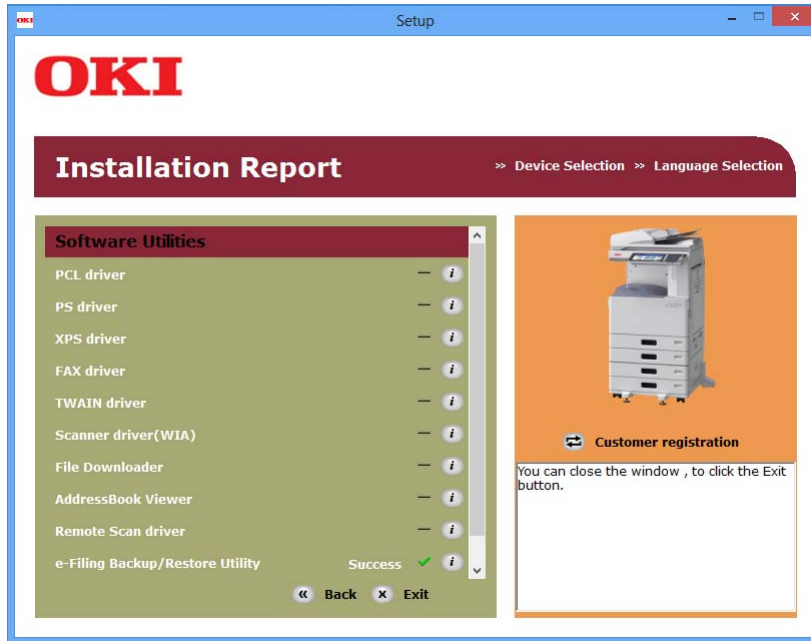 OKI
Setup
OKI
Installation Report
» Device Selection » Language Selection
Software Utilities
PCL driver — i
PS driver — i
XPS driver — i
FAX driver — i
TWAIN driver — i
Scanner driver(WIA) — i
File Downloader — i
AddressBook Viewer — i
Remote Scan driver — i
e-Filing Backup/Restore Utility Success ✓ i
« Back x Exit
Customer registration
You can close the window , to click the Exit
button.